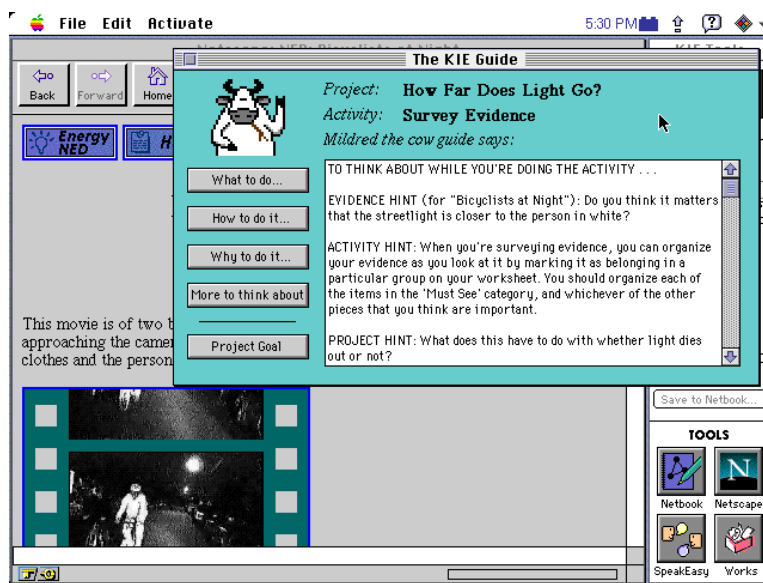 File Edit Activate 5:30 PM
Netscape: NED: Bicyclists at Night
KIE Tools
The KIE Guide
Back Forward Home
Energy
NED
H
Project: How Far Does Light Go?
Activity: Survey Evidence
Mildred the cow guide says:
What to do...
How to do it...
Why to do it...
More to think about
Project Goal
TO THINK ABOUT WHILE YOU'RE DOING THE ACTIVITY . . .
EVIDENCE HINT (for "Bicyclists at Night"): Do you think it matters
that the streetlight is closer to the person in white?
ACTIVITY HINT: When you're surveying evidence, you can organize
your evidence as you look at it by marking it as belonging in a
particular group on your worksheet. You should organize each of
the items in the 'Must See' category, and whichever of the other
pieces that you think are important.
PROJECT HINT: What does this have to do with whether light dies
out or not?
This movie is of two b
approaching the camer
clothes and the person
Save to Netbook...
TOOLS
N
Netbook Netscape
SpeakEasy Works